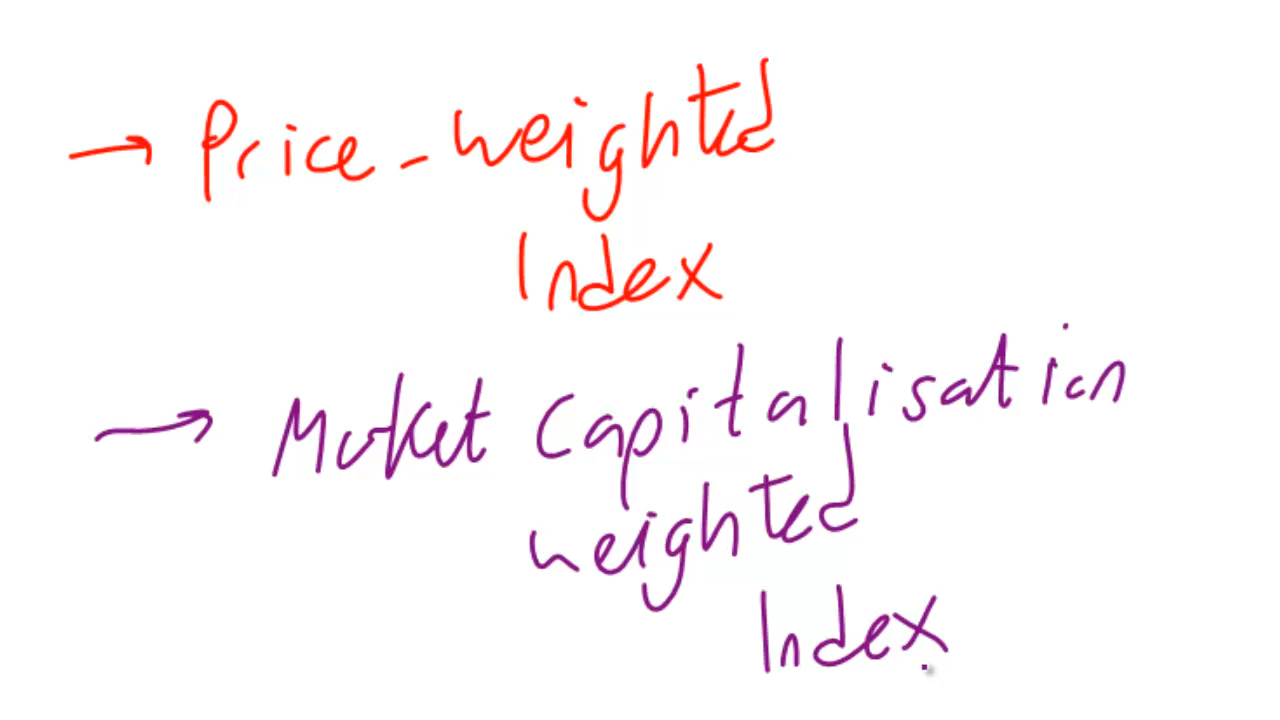 → Price-weighted
Index
→ Market Capitalisation
weighted
Index